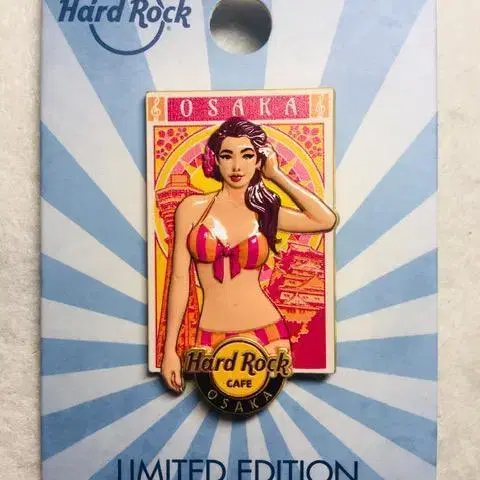 Hard Rock
OSAKA
Hard Rock
CAFE
OSAKA
LIMITED EDITION